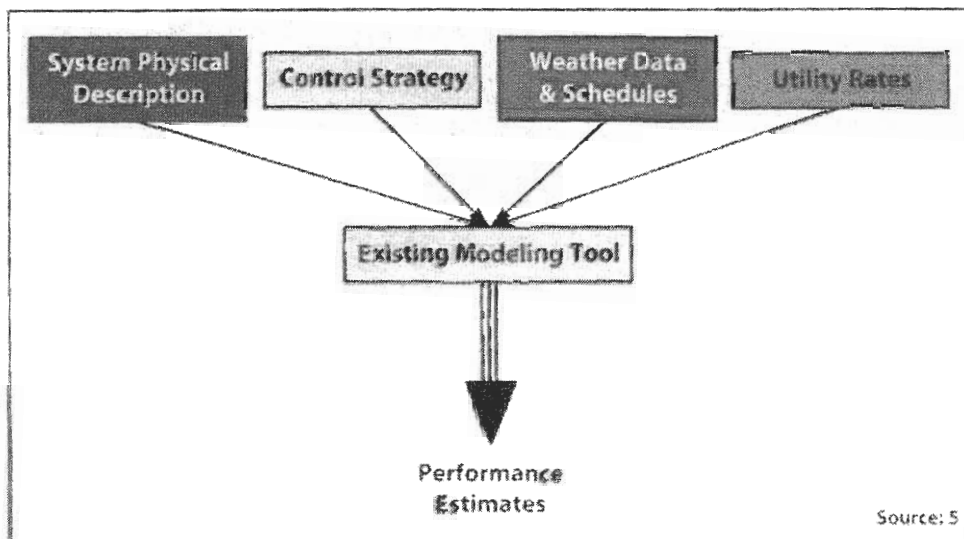 System Physical
Description
Control Strategy
Weather Data
& Schedules
Utility Rates
Existing Modeling Tool
Performance
Estimates
Source: 5